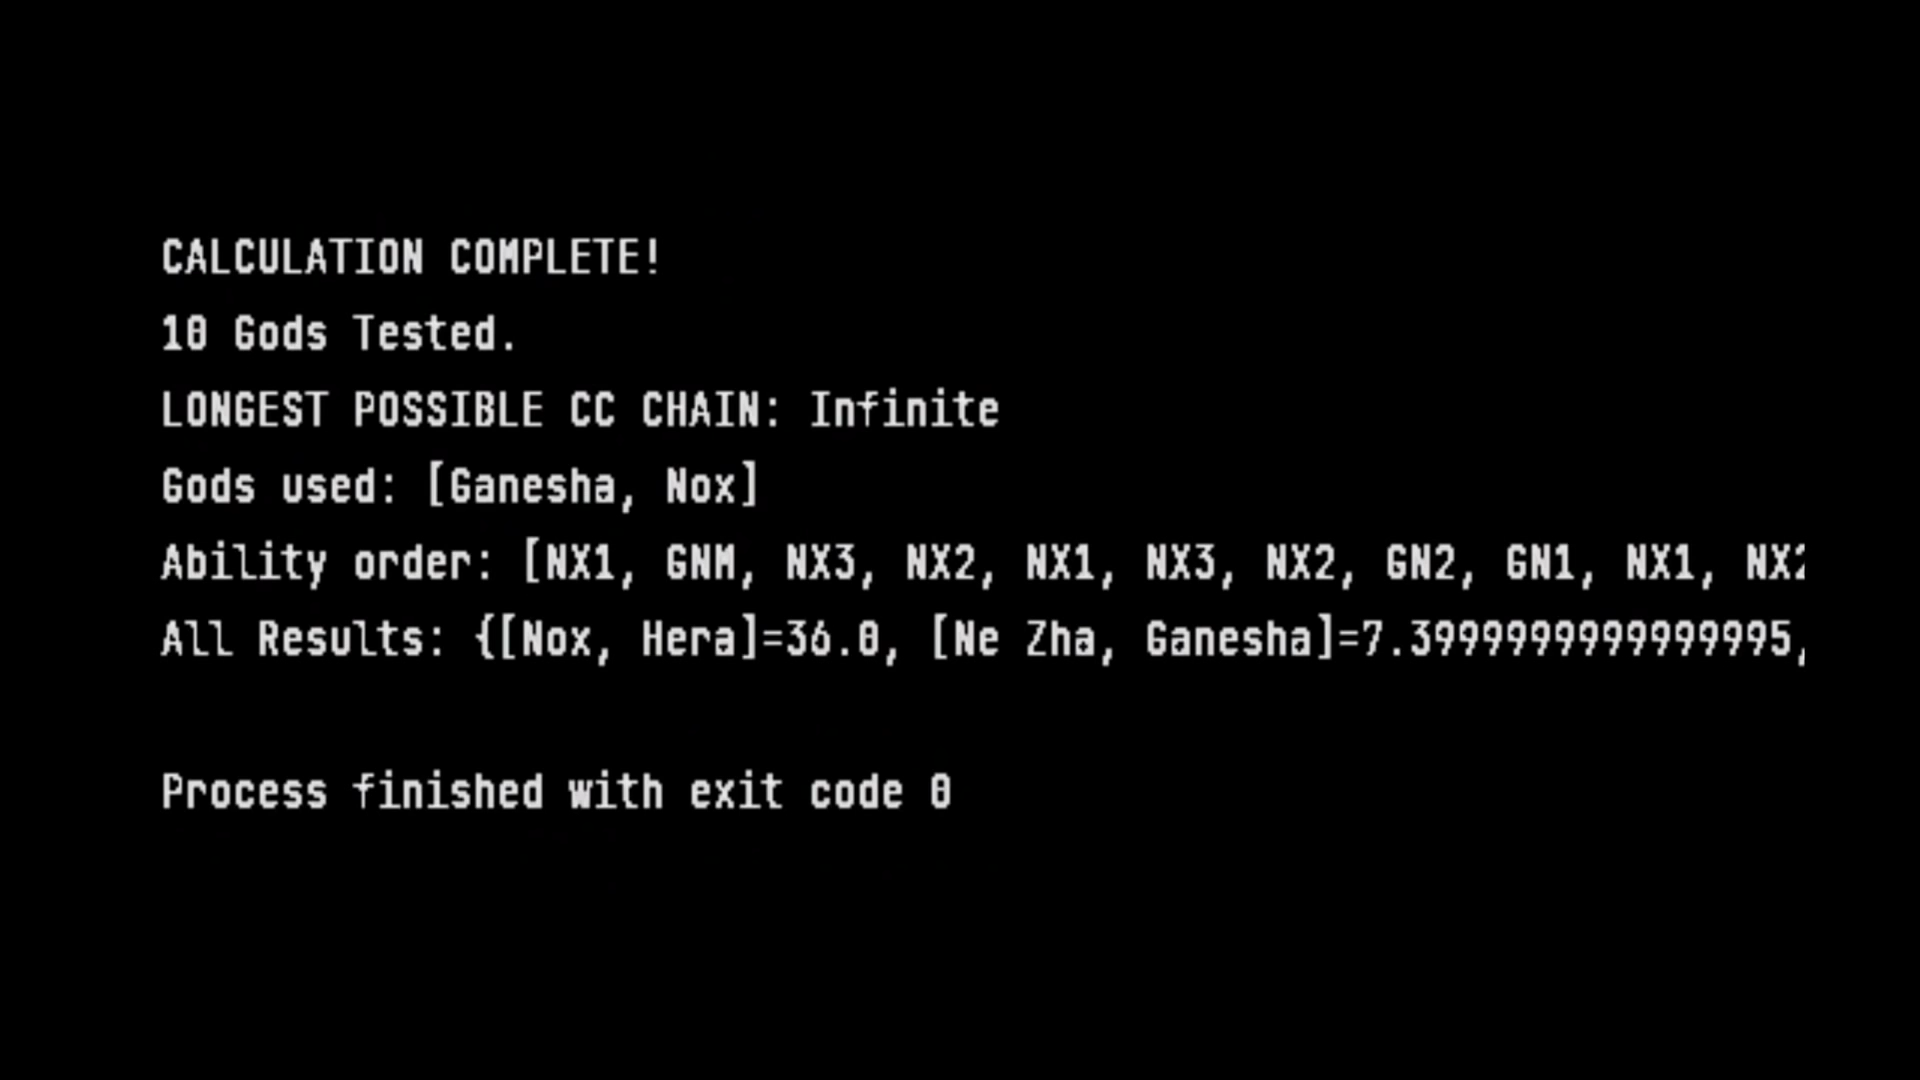 CALCULATION COMPLETE!
10 Gods Tested.
LONGEST POSSIBLE CC CHAIN: Infinite
Gods used: [Ganesha, Nox]
Ability order: [NX1, GNM, NX3, NX2, NX1, NX3, NX2, GN2, GN1, NX1, NX2
All Results: {[Nox, Hera]=36.0, [Ne Zha, Ganesha]=7.3999999999999995,
Process finished with exit code 0